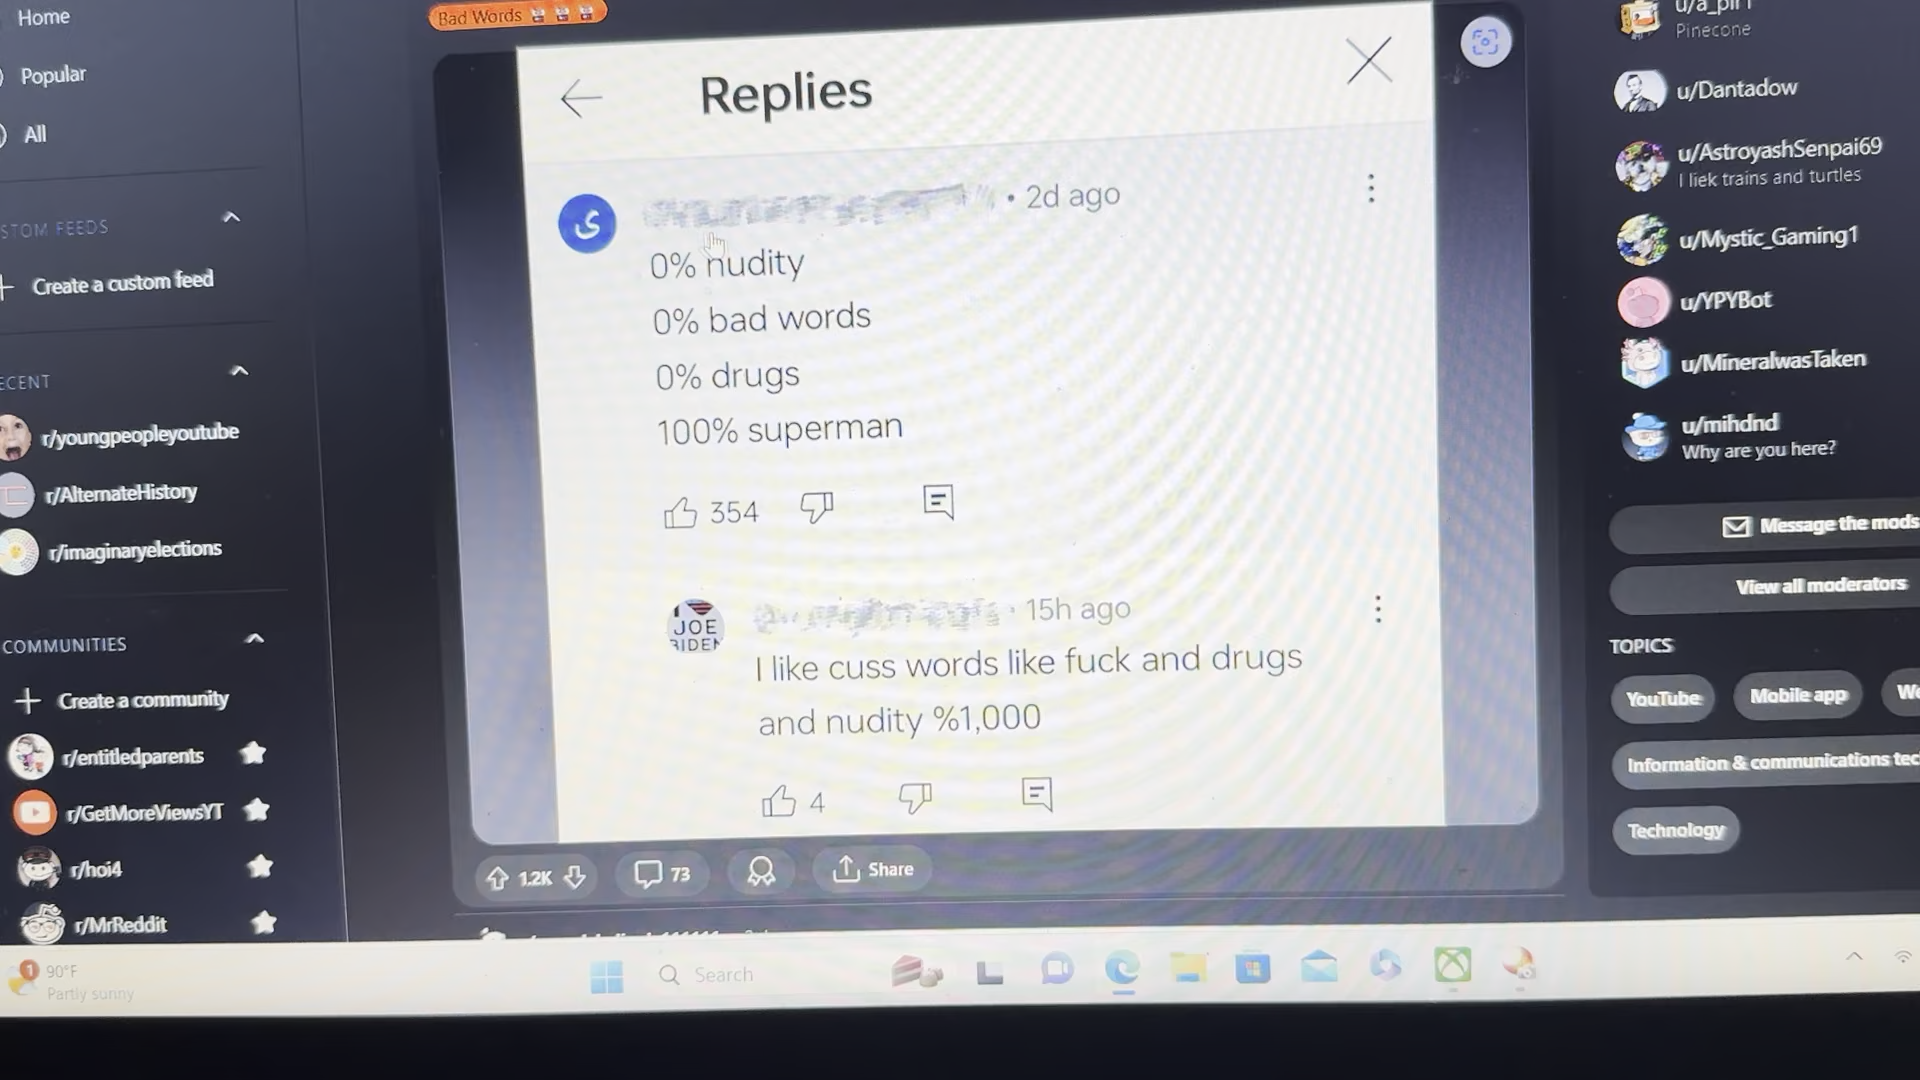 Home
Popular
All
STOM FEEDS
Create a custom feed
ECENT
r/youngpeopleyoutube
r/AlternateHistory
r/imaginaryelections
COMMUNITIES
Create a community
r/entitledparents
r/GetMoreViewsYT
r/hoi4
r/MrReddit
Bad Words
Replies
• 2d ago
0% nudity
0% bad words
0% drugs
100% superman
354
I
JOE
BIDEN
· 15h ago
I like cuss words like fuck and drugs
and nudity %1,000
4
1.2K
73
Share
Pinecone
u/Dantadow
u/AstroyashSenpai69
I liek trains and turtles
u/Mystic_Gaming1
u/YPYBot
u/MineralwasTaken
u/mihdnd
Why are you here?
Message the mods
View all moderators
TOPICS
YouTube
Mobile app
We
Information & communications tec
Technology
1
90°F
Partly sunny
Search